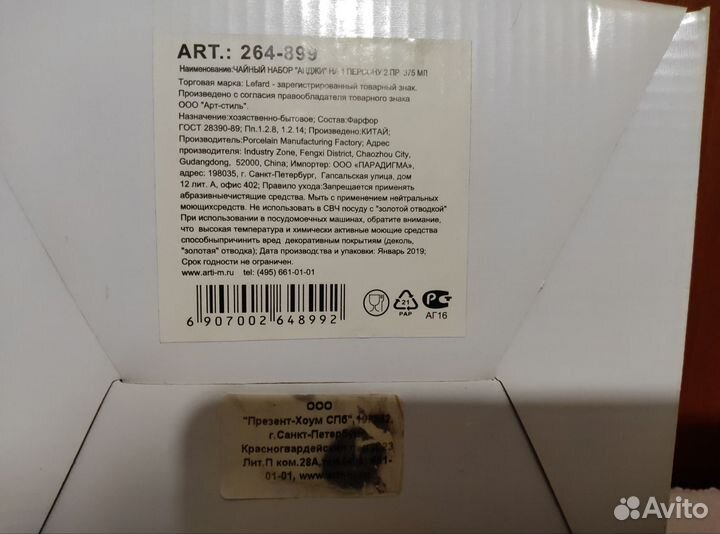 ART.: 264-899
Наименование:ЧАЙНЫЙ НАБОР "АНДЖИ" НА 1 ПЕРСОНУ 2 ПР. 375 МЛ
Торговая марка: Lefard - зарегистрированный товарный знак.
Произведено с согласия правообладателя товарного знака
ООО "Арт-стиль".
Назначение:хозяственно-бытовое; Состав:Фарфор
ГОСТ 28390-89; Пп.1.2.8, 1.2.14; Произведено:КИТАЙ;
Производитель:Porcelain Manufacturing Factory; Адрес
производителя: Industry Zone, Fengxi District, Chaozhou City,
Gudangdong, 52000, China; Импортер: ООО «ПАРАДИГМА»,
адрес: 198035, г. Санкт-Петербург, Гапсальская улица, дом
12 лит. А, офис 402; Правило ухода:Запрещается применять
абразивныечистящие средства. Мыть с применением нейтральных
моющихсредств. Не использовать в СВЧ посуду с "золотой отводкой"
При использовании в посудомоечных машинах, обратите внимание,
что высокая температура и химически активные моющие средства
способныпричинить вред декоративным покрытиям (деколь,
"золотая" отводка); Дата производства и упаковки: Январь 2019;
Срок годности не ограничен.
www.arti-m.ru tel: (495) 661-01-01
6 907002 648992
21
PAP
АГ16
ООО
"Презент-Хоум СПб",
г.Санкт-Петербург
Красногвардейский 23
Лит.П ком.28А,
01-01, www.
Avito